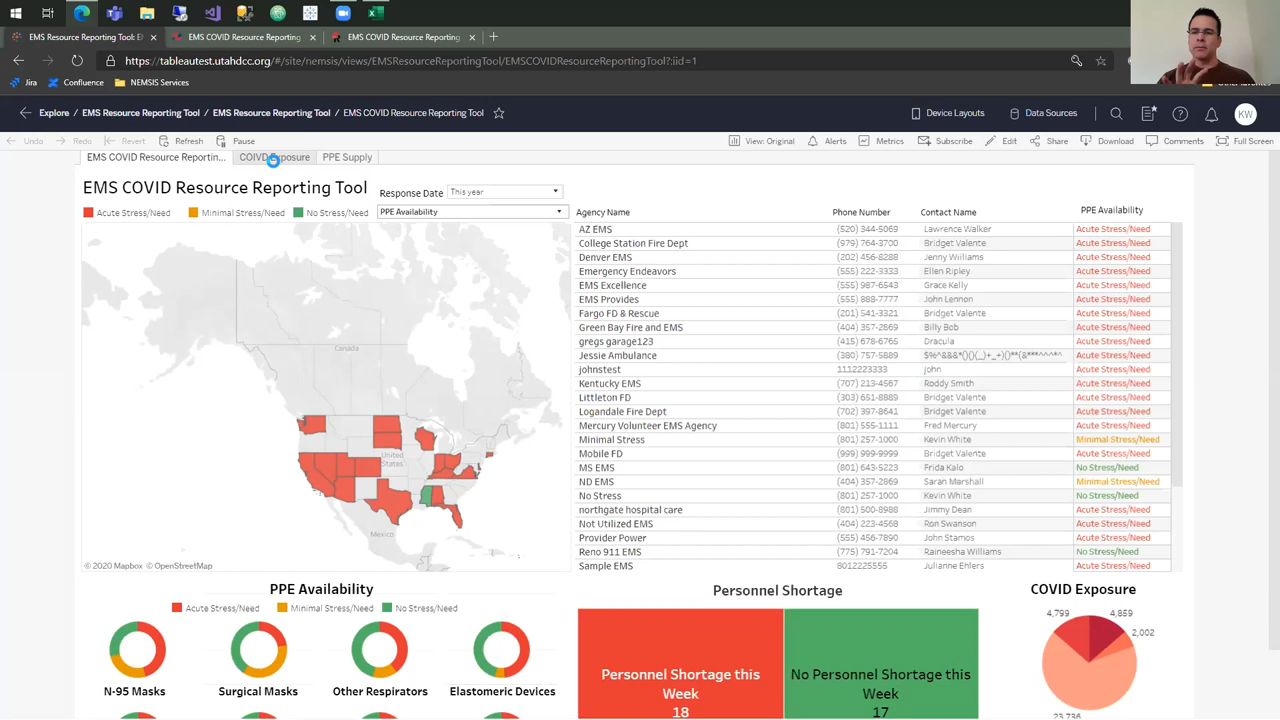 EMS Resource Reporting Tool: E
EMS COVID Resource Reporting
EMS COVID Resource Reporting
https://tableautest.utahdcc.org/#/site/nemsis/views/EMSResourceReportingTool/EMSCOVIDResourceReportingTool?:iid=1
Jira
Confluence
NEMSIS Services
Explore / EMS Resource Reporting Tool / EMS Resource Reporting Tool / EMS COVID Resource Reporting Tool
Device Layouts
Data Sources
KW
Undo
Redo
Revert
Refresh
Pause
View: Original
Alerts
Metrics
Subscribe
Edit
Share
Download
Comments
Full Screen
EMS COVID Resource Reportin...
COIVD Exposure
PPE Supply
EMS COVID Resource Reporting Tool
Response Date
This year
Acute Stress/Need
Minimal Stress/Need
No Stress/Need
PPE Availability
Agency Name Phone Number Contact Name PPE Availability
AZ EMS (520) 344-5069 Lawrence Walker Acute Stress/Need
College Station Fire Dept (979) 764-3700 Bridget Valente Acute Stress/Need
Denver EMS (202) 456-8288 Jenny Wiiliams Acute Stress/Need
Emergency Endeavors (555) 222-3333 Ellen Ripley Acute Stress/Need
EMS Excellence (555) 987-6543 Grace Kelly Acute Stress/Need
EMS Provides (555) 888-7777 John Lennon Acute Stress/Need
Fargo FD & Rescue (201) 541-3321 Bridget Valente Acute Stress/Need
Green Bay Fire and EMS (404) 357-2869 Billy Bob Acute Stress/Need
gregs garage123 (415) 678-6765 Dracula Acute Stress/Need
Jessie Ambulance (380) 757-5889 Acute Stress/Need
johnstest 1112223333 john Acute Stress/Need
Kentucky EMS (707) 213-4567 Roddy Smith Acute Stress/Need
Littleton FD (303) 651-8889 Bridget Valente Acute Stress/Need
Logandale Fire Dept (702) 397-8641 Bridget Valente Acute Stress/Need
Mercury Volunteer EMS Agency (801) 555-1111 Fred Mercury Acute Stress/Need
Minimal Stress (801) 257-1000 Kevin White Minimal Stress/Need
Mobile FD (999) 999-9999 Bridget Valente Acute Stress/Need
MS EMS (801) 643-5223 Frida Kalo No Stress/Need
ND EMS (404) 357-2869 Sarah Marshall Minimal Stress/Need
No Stress (801) 257-1000 Kevin White No Stress/Need
northgate hospital care (801) 500-8988 Jimmy Dean Acute Stress/Need
Not Utilized EMS (404) 223-4568 Ron Swanson Acute Stress/Need
Provider Power (555) 456-7890 John Stamos Acute Stress/Need
Reno 911 EMS (775) 791-7204 Raineesha Williams No Stress/Need
Sample EMS 8012225555 Julianne Ehlers Acute Stress/Need
Canada
United
States
Mexico
© 2020 Mapbox © OpenStreetMap
PPE Availability
Acute Stress/Need
Minimal Stress/Need
No Stress/Need
N-95 Masks
Surgical Masks
Other Respirators
Elastomeric Devices
Personnel Shortage
Personnel Shortage this
Week
18
No Personnel Shortage this
Week
17
COVID Exposure
4,799
4,859
2,002
23,736